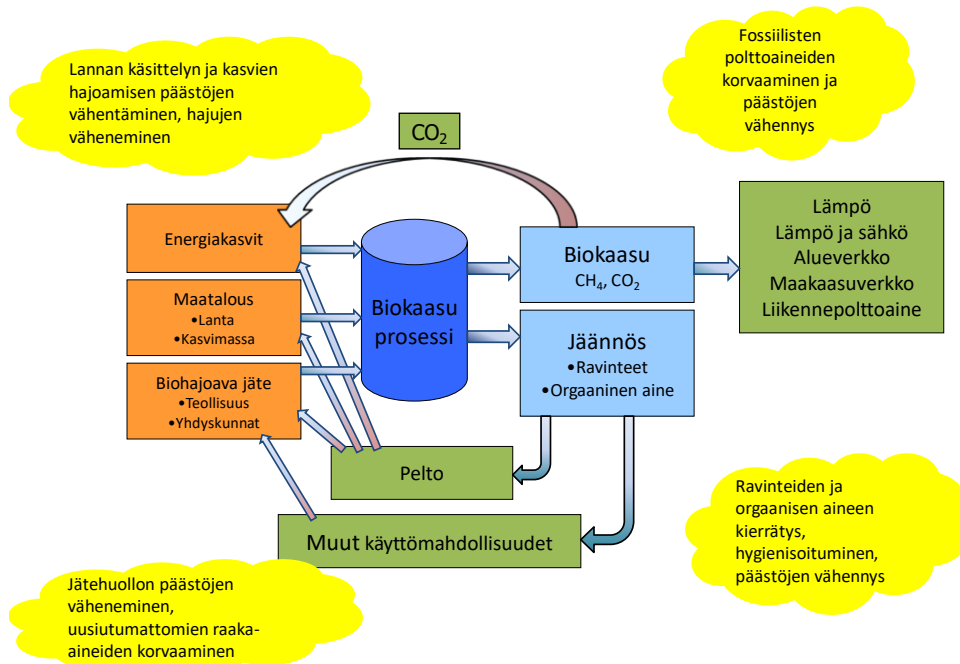 Lannan käsittelyn ja kasvien
hajoamisen päästöjen
vähentäminen, hajujen
väheneminen
Fossiilisten
polttoaineiden
korvaaminen ja
päästöjen
vähennys
CO₂
Energiakasvit
Maatalous
•Lanta
•Kasvimassa
Biohajoava jäte
•Teollisuus
•Yhdyskunnat
Biokaasu
prosessi
Biokaasu
CH₄, CO₂
Jäännös
•Ravinteet
•Orgaaninen aine
Lämpö
Lämpö ja sähkö
Alueverkko
Maakaasuverkko
Liikennepolttoaine
Pelto
Muut käyttömahdollisuudet
Ravinteiden ja
orgaanisen aineen
kierrätys,
hygienisoituminen,
päästöjen vähennys
Jätehuollon päästöjen
väheneminen,
uusiutumattomien raaka-
aineiden korvaaminen